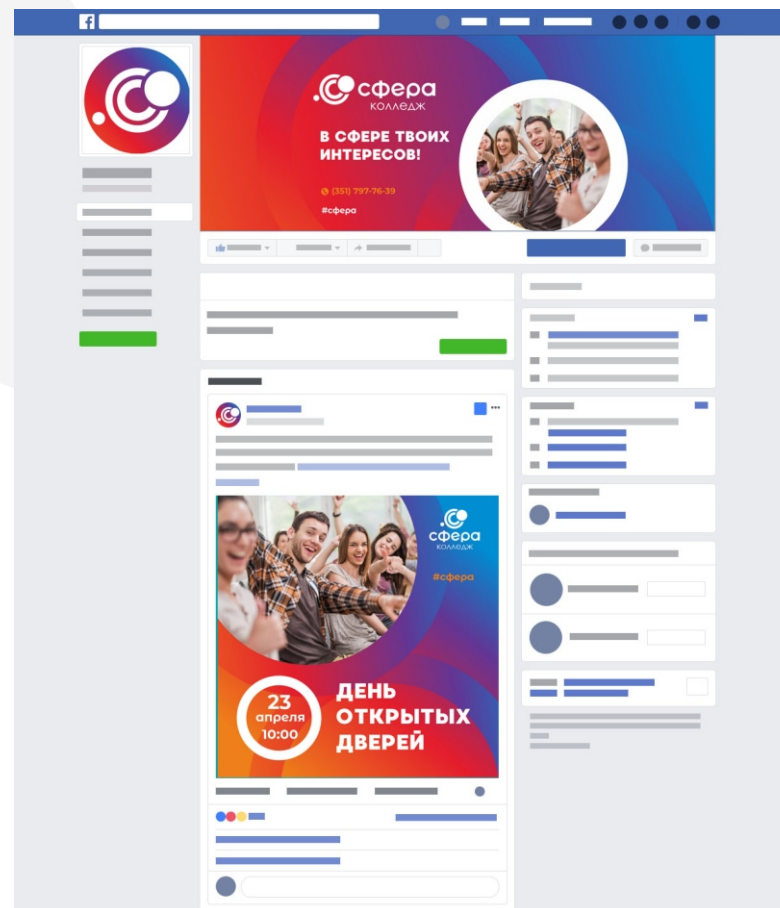 f
сфера
колледж
В СФЕРЕ ТВОИХ
ИНТЕРЕСОВ!
(351) 797-76-39
#сфера
сфера
колледж
#сфера
23
апреля
10:00
ДЕНЬ
ОТКРЫТЫХ
ДВЕРЕЙ